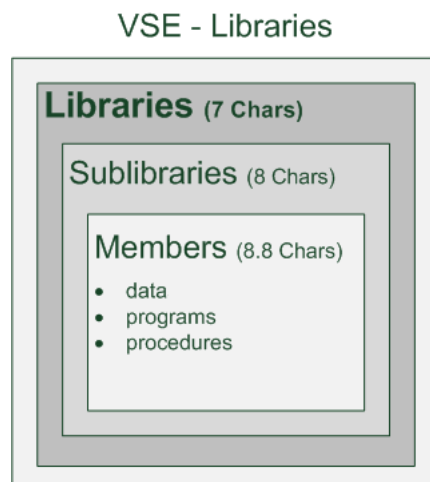 VSE - Libraries
Libraries (7 Chars)
Sublibraries (8 Chars)
Members (8.8 Chars)
• data
• programs
• procedures